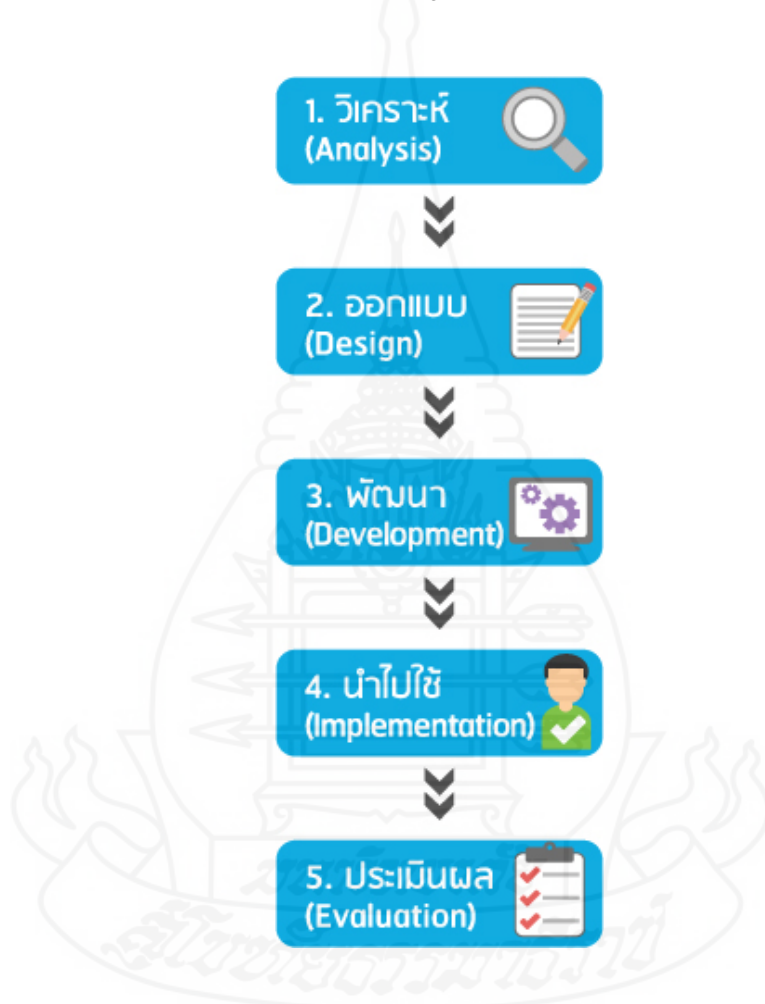 1. วิเคราะห์
(Analysis)
2. ออกแบบ
(Design)
3. พัฒนา
(Development)
4. นำไปใช้
(Implementation)
5. ประเมินผล
(Evaluation)